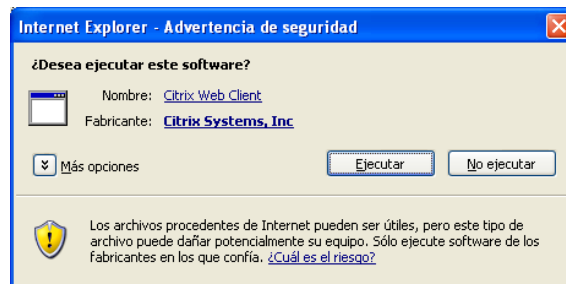 Internet Explorer - Advertencia de seguridad
¿Desea ejecutar este software?
Nombre: Citrix Web Client
Fabricante: Citrix Systems, Inc
Más opciones
Ejecutar
No ejecutar
Los archivos procedentes de Internet pueden ser útiles, pero este tipo de
archivo puede dañar potencialmente su equipo. Sólo ejecute software de los
fabricantes en los que confía. ¿Cuál es el riesgo?